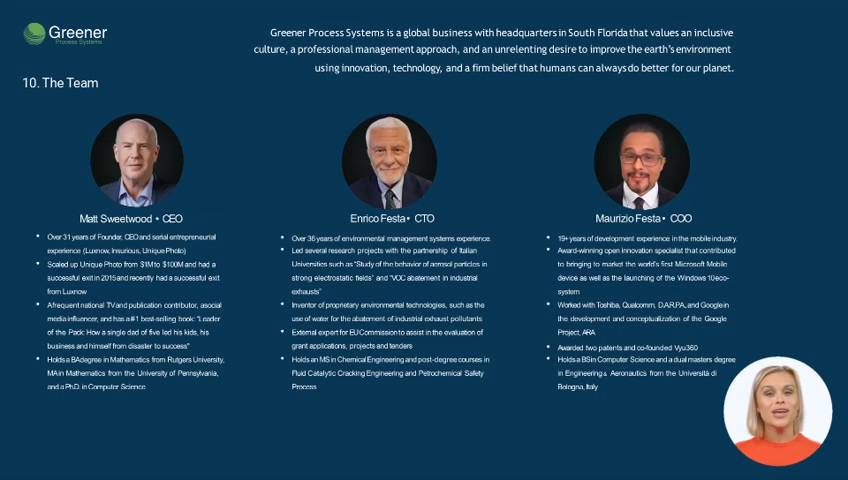 Greener
Process Systems
Greener Process Systems is a global business with headquarters in South Florida that values an inclusive
culture, a professional management approach, and an unrelenting desire to improve the earth's environment
using innovation, technology, and a firm belief that humans can always do better for our planet.
10. The Team
Matt Sweetwood • CEO
• Over 31 years of Founder, CEO and serial entrepreneurial
experience (Luxnow, Insurious, Unique Photo)
• Scaled up Unique Photo from $1M to $100M and had a
successful exit in 2015 and recently had a successful exit
from Luxnow
• A frequent national TV and publication contributor, a social
media influencer, and has a #1 best-selling book: "Leader
of the Pack: How a single dad of five led his kids, his
business and himself from disaster to success"
• Holds a BA degree in Mathematics from Rutgers University,
MA in Mathematics from the University of Pennsylvania,
and a Ph.D. in Computer Science
Enrico Festa • CTO
• Over 36 years of environmental management systems experience.
• Led several research projects with the partnership of Italian
Universities such as "Study of the behavior of aerosol particles in
strong electrostatic fields" and "VOC abatement in industrial
exhausts"
• Inventor of proprietary environmental technologies, such as the
use of water for the abatement of industrial exhaust pollutants
• External expert for EU Commission to assist in the evaluation of
grant applications, projects and tenders
• Holds an MS in Chemical Engineering and post-degree courses in
Fluid Catalytic Cracking Engineering and Petrochemical Safety
Process
Maurizio Festa • COO
• 19+ years of development experience in the mobile industry.
• Award-winning open innovation specialist that contributed
to bringing to market the world's first Microsoft Mobile
device as well as the launching of the Windows 10 eco-
system
• Worked with Toshiba, Qualcomm, D.A.R.P.A, and Google in
the development and conceptualization of the Google
Project, ARA
• Awarded two patents and co-founded Vyu360
• Holds a BS in Computer Science and a dual masters degree
in Engineering & Aeronautics from the Università di
Bologna, Italy